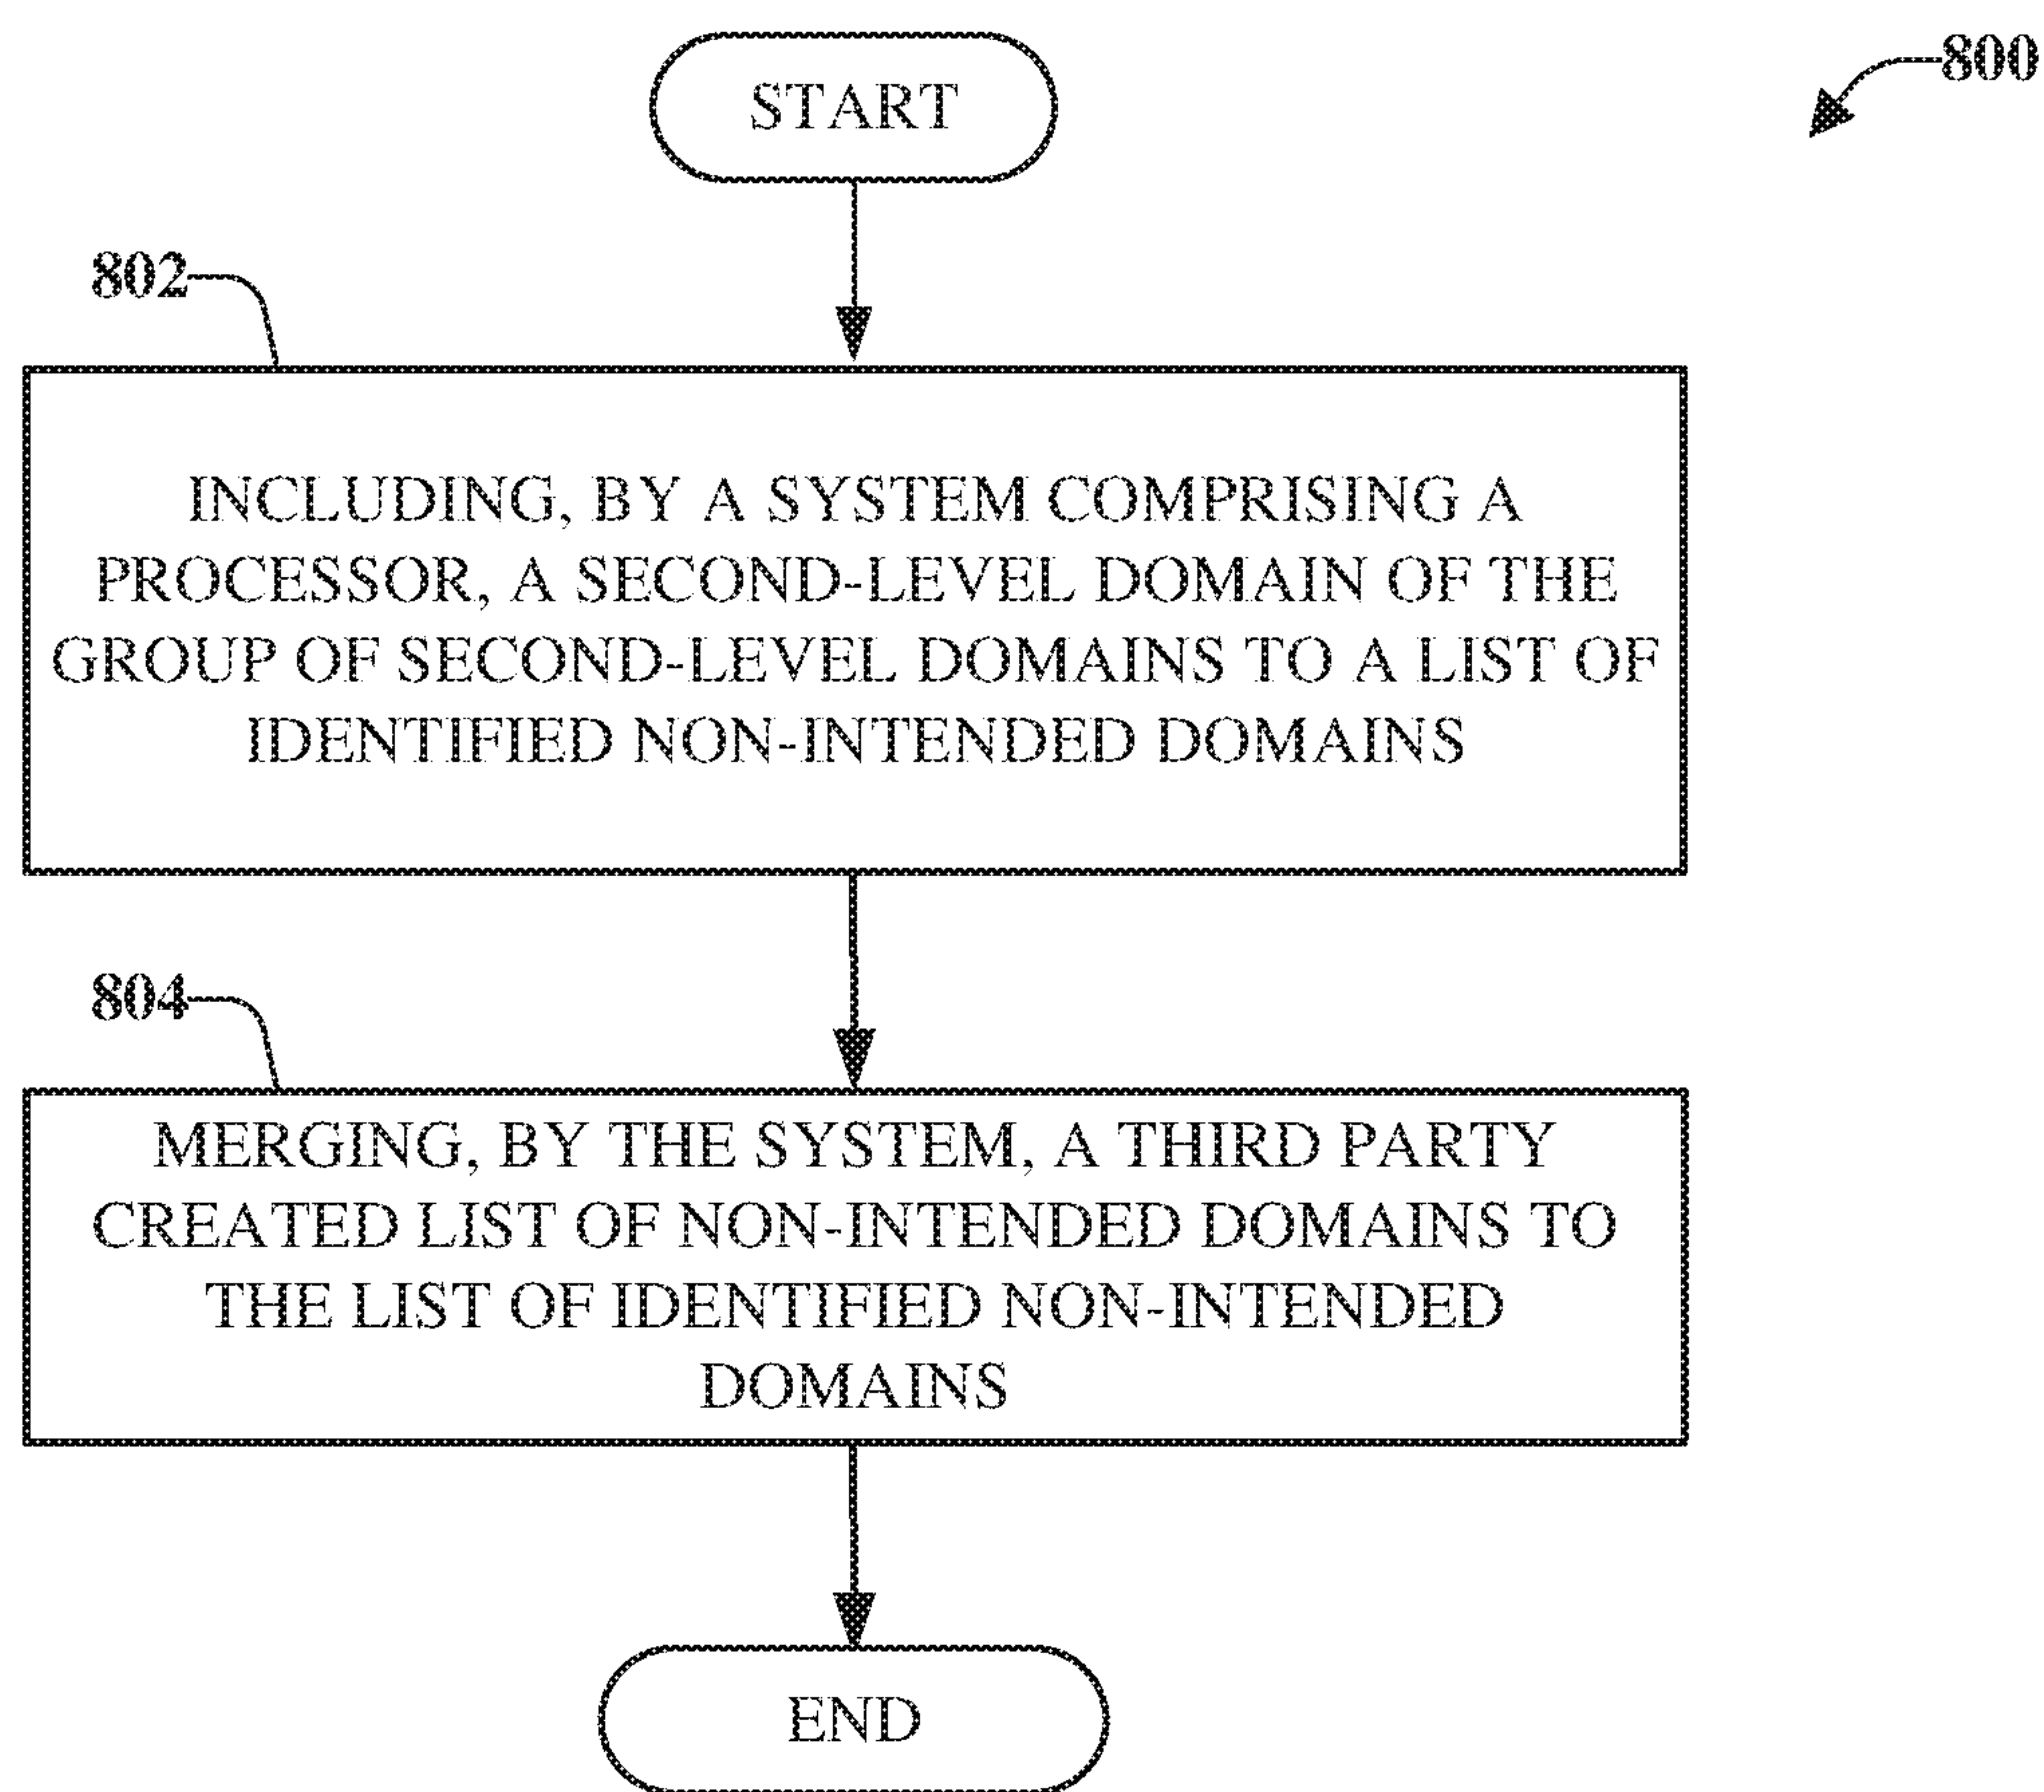 START
800
802
INCLUDING, BY A SYSTEM COMPRISING A
PROCESSOR, A SECOND-LEVEL DOMAIN OF THE
GROUP OF SECOND-LEVEL DOMAINS TO A LIST OF
IDENTIFIED NON-INTENDED DOMAINS
804
MERGING, BY THE SYSTEM, A THIRD PARTY
CREATED LIST OF NON-INTENDED DOMAINS TO
THE LIST OF IDENTIFIED NON-INTENDED
DOMAINS
END